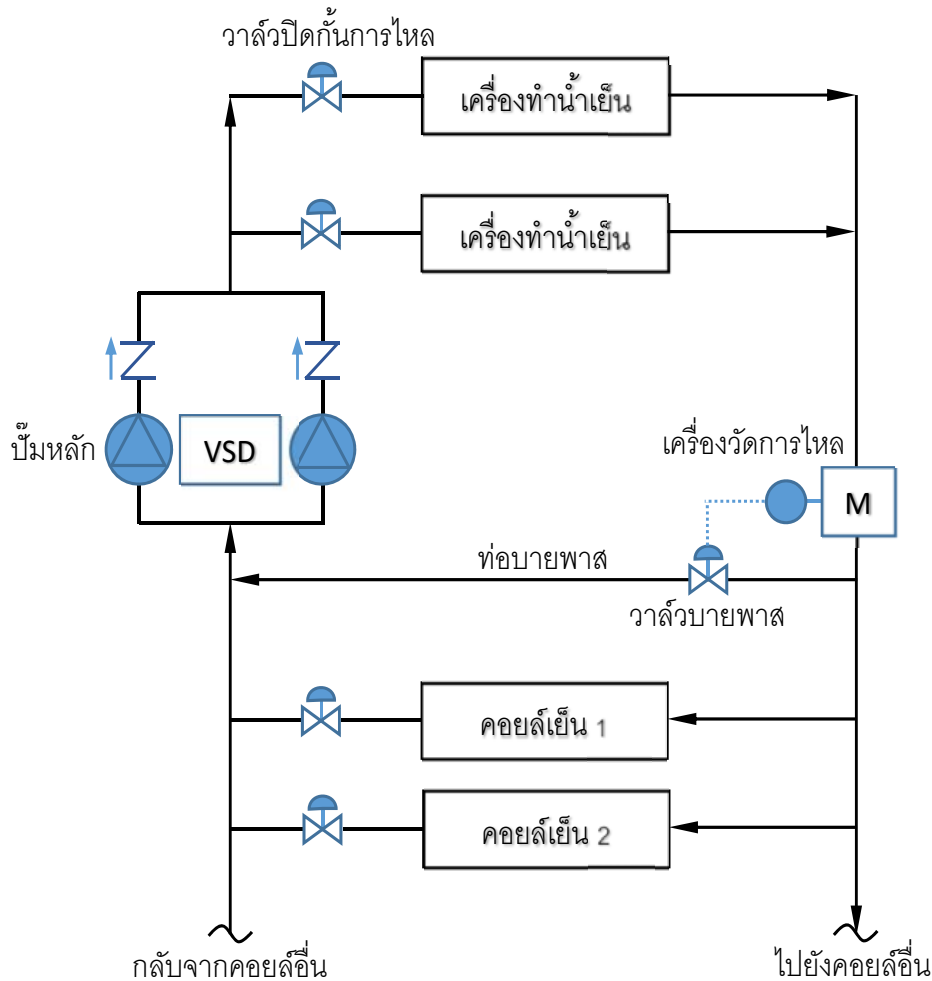 วาล์วปิดกั้นการไหล
เครื่องทำน้ำเย็น
เครื่องทำน้ำเย็น
ปั๊มหลัก
VSD
เครื่องวัดการไหล
M
ท่อบายพาส
วาล์วบายพาส
คอยล์เย็น 1
คอยล์เย็น 2
กลับจากคอยล์อื่น
ไปยังคอยล์อื่น